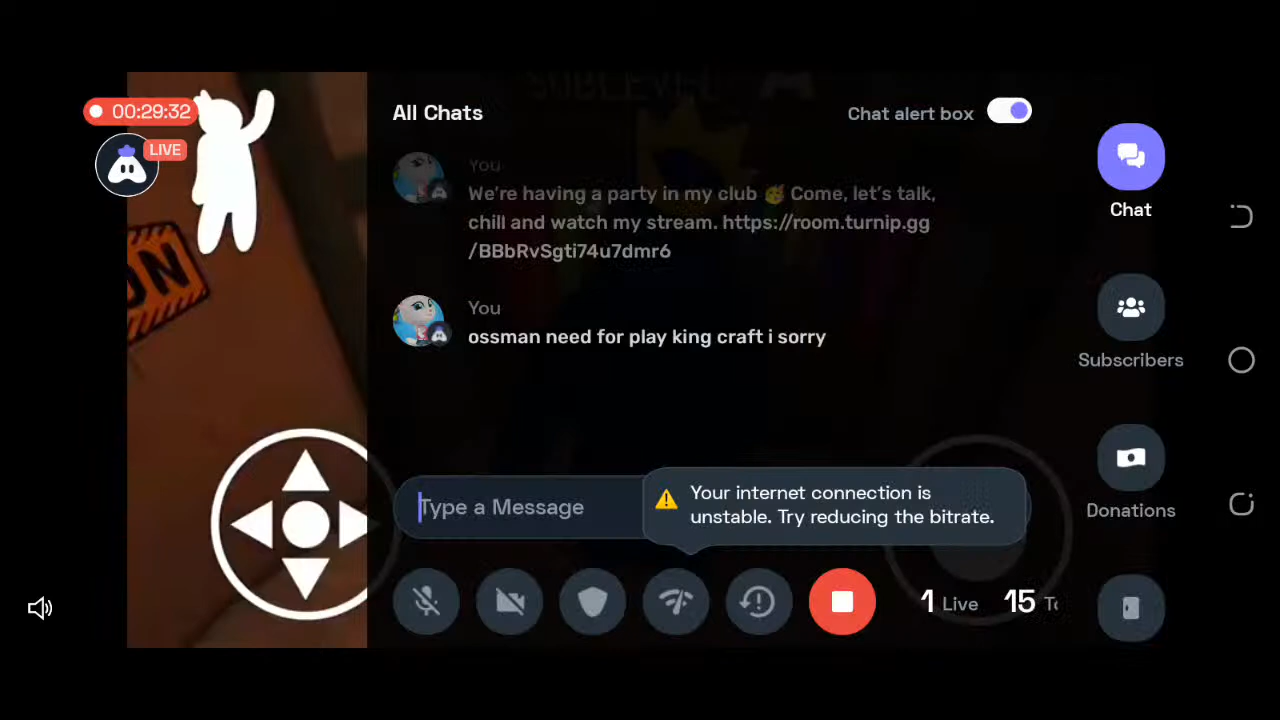 SUBLEVEL
00:29:32
All Chats
Chat alert box
LIVE
You
We're having a party in my club 🥳 Come, let's talk,
chill and watch my stream. https://room.turnip.gg
/BBbRvSgti74u7dmr6
Chat
ON
You
ossman need for play king craft i sorry
Subscribers
Type a Message
Your internet connection is
unstable. Try reducing the bitrate.
Donations
1 Live 15